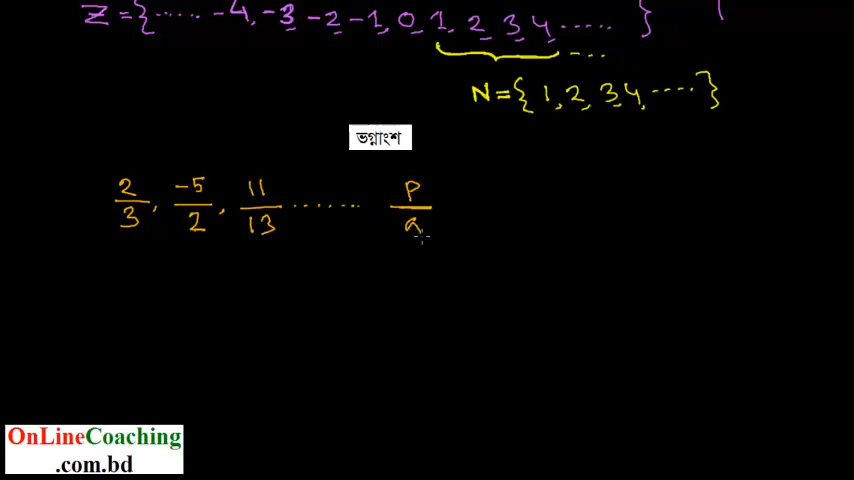 Z={...... -4, -3 -2 -1, 0, 1, 2, 3, 4 ...... }
N={ 1, 2, 3, 4, ..... }
ভগ্নাংশ
2/3, -5/2, 11/13 ....... p/q
OnLineCoaching
.com.bd